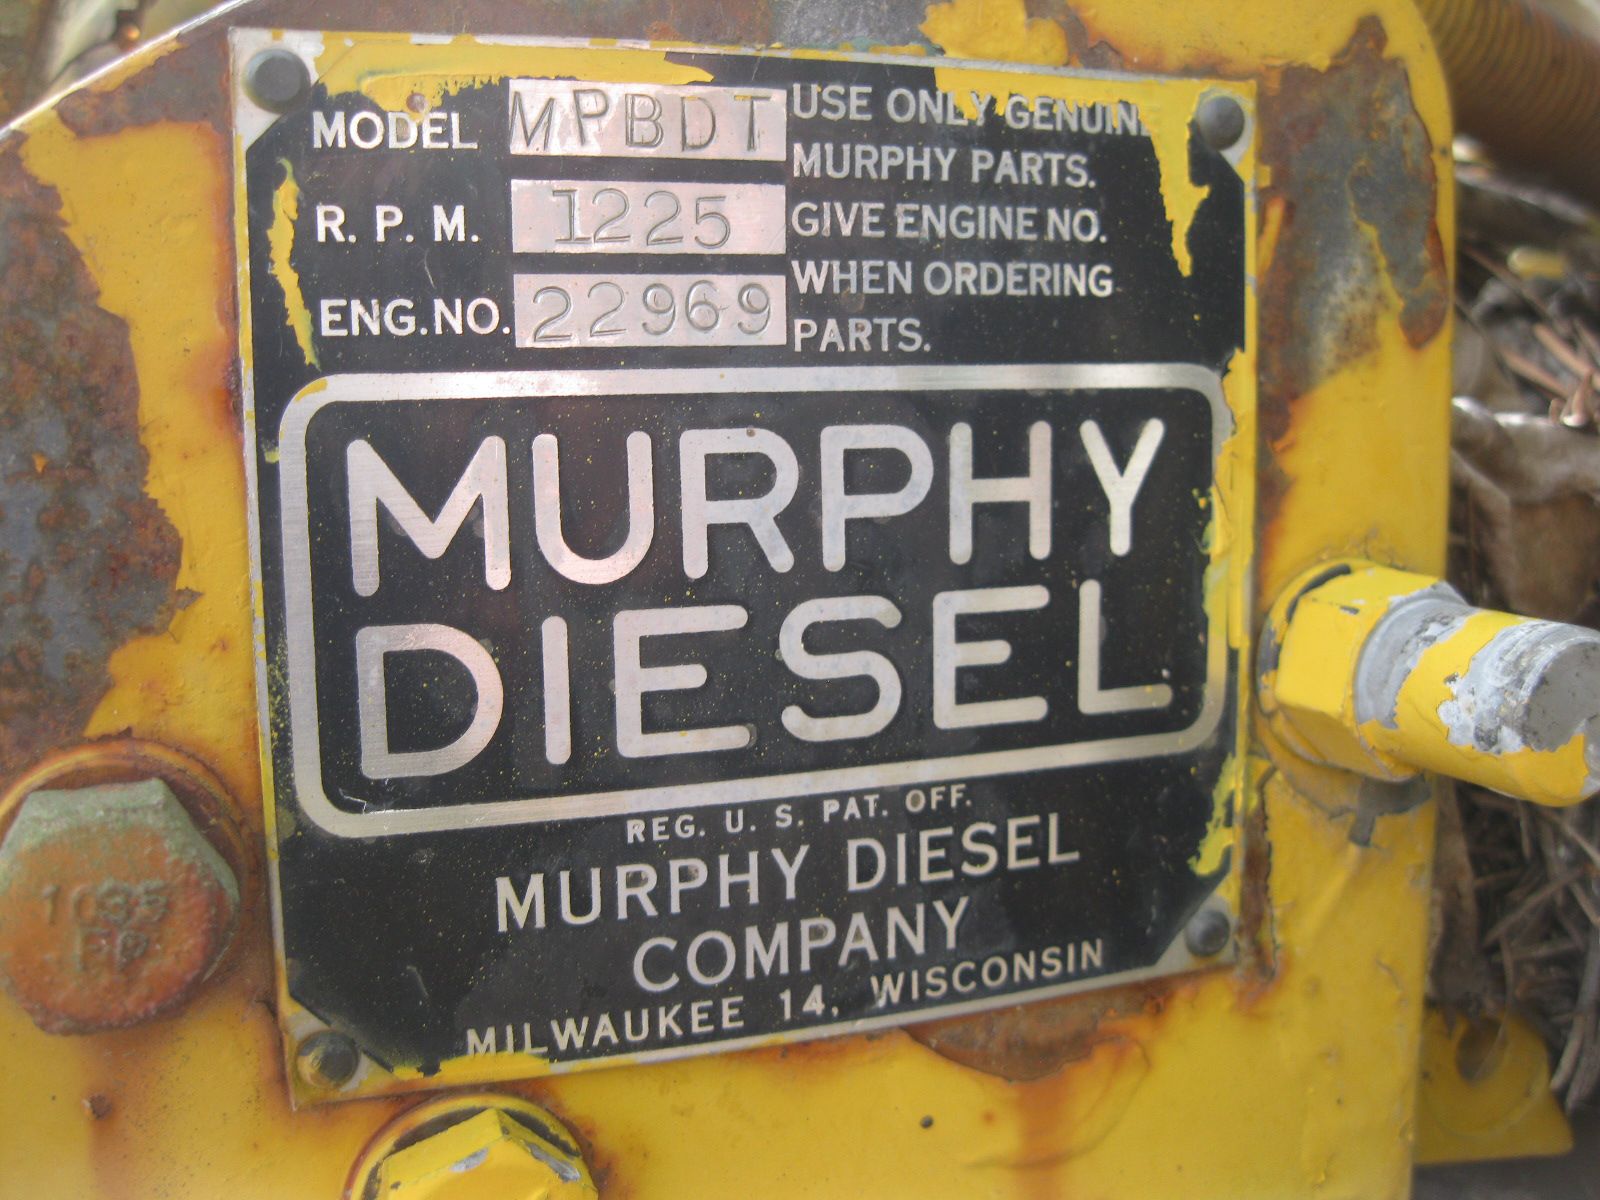 MODEL MPBDT
R. P. M. 1225
ENG.NO. 22969
USE ONLY GENUINE
MURPHY PARTS.
GIVE ENGINE NO.
WHEN ORDERING
PARTS.
MURPHY
DIESEL
REG. U. S. PAT. OFF.
MURPHY DIESEL
COMPANY
MILWAUKEE 14, WISCONSIN
1035